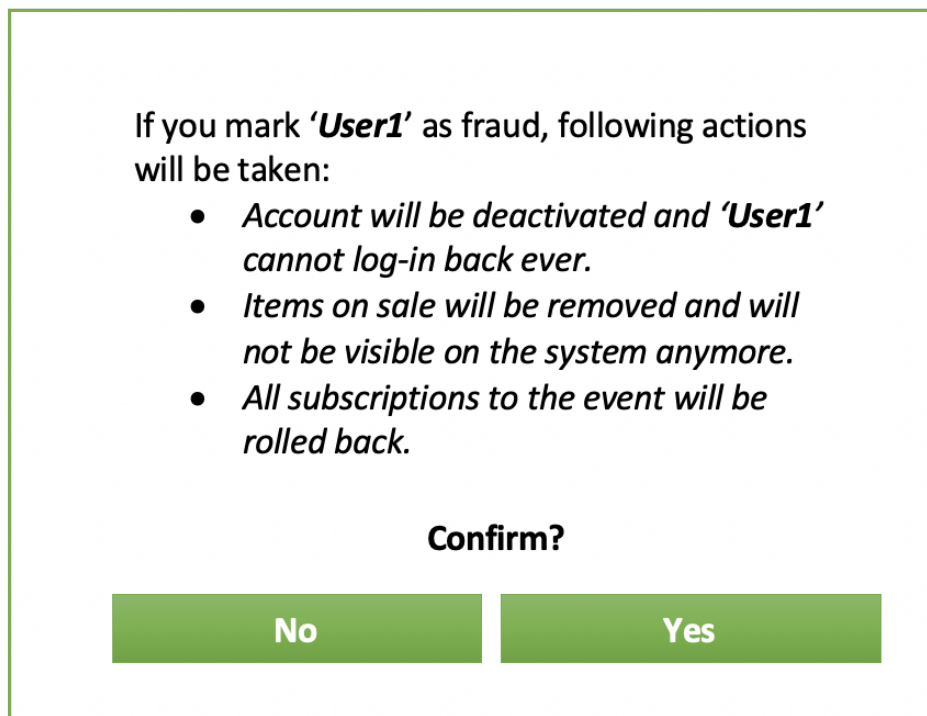 If you mark ‘User1’ as fraud, following actions
will be taken:
• Account will be deactivated and ‘User1’
cannot log-in back ever.
• Items on sale will be removed and will
not be visible on the system anymore.
• All subscriptions to the event will be
rolled back.
Confirm?
No
Yes